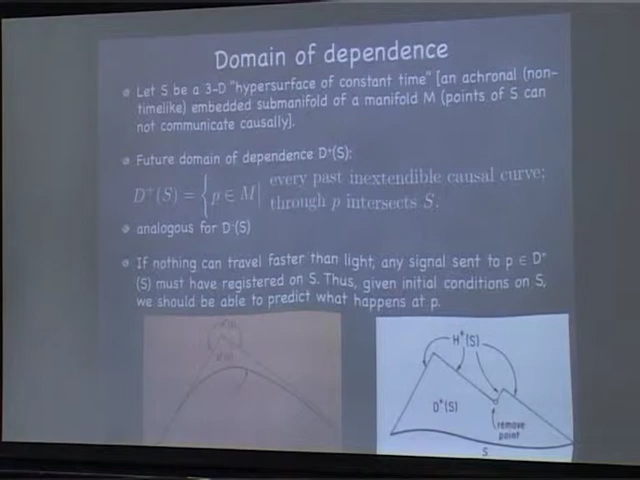 Domain of dependence
Let S be a 3-D "hypersurface of constant time" [an achronal (non-
timelike) embedded submanifold of a manifold M (points of S can
not communicate causally].
Future domain of dependence D⁺(S):
D⁺(S) = { p ∈ M | every past inextendible causal curve;
through p intersects S.
analogous for D⁻(S)
If nothing can travel faster than light, any signal sent to p ∈ D⁺
(S) must have registered on S. Thus, given initial conditions on S,
we should be able to predict what happens at p.
H⁺(S)
D⁺(S)
remove
point
S